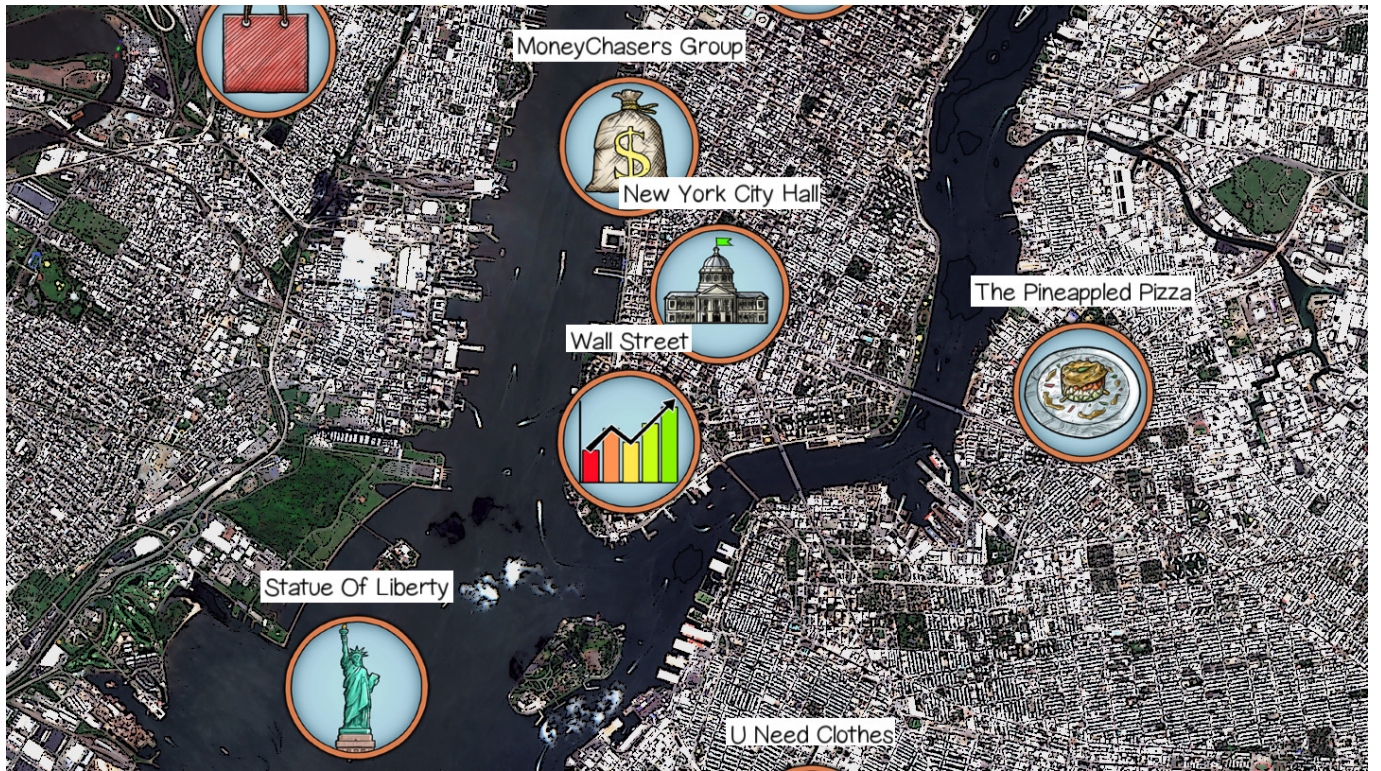 MoneyChasers Group
$
New York City Hall
The Pineappled Pizza
Wall Street
Statue Of Liberty
U Need Clothes